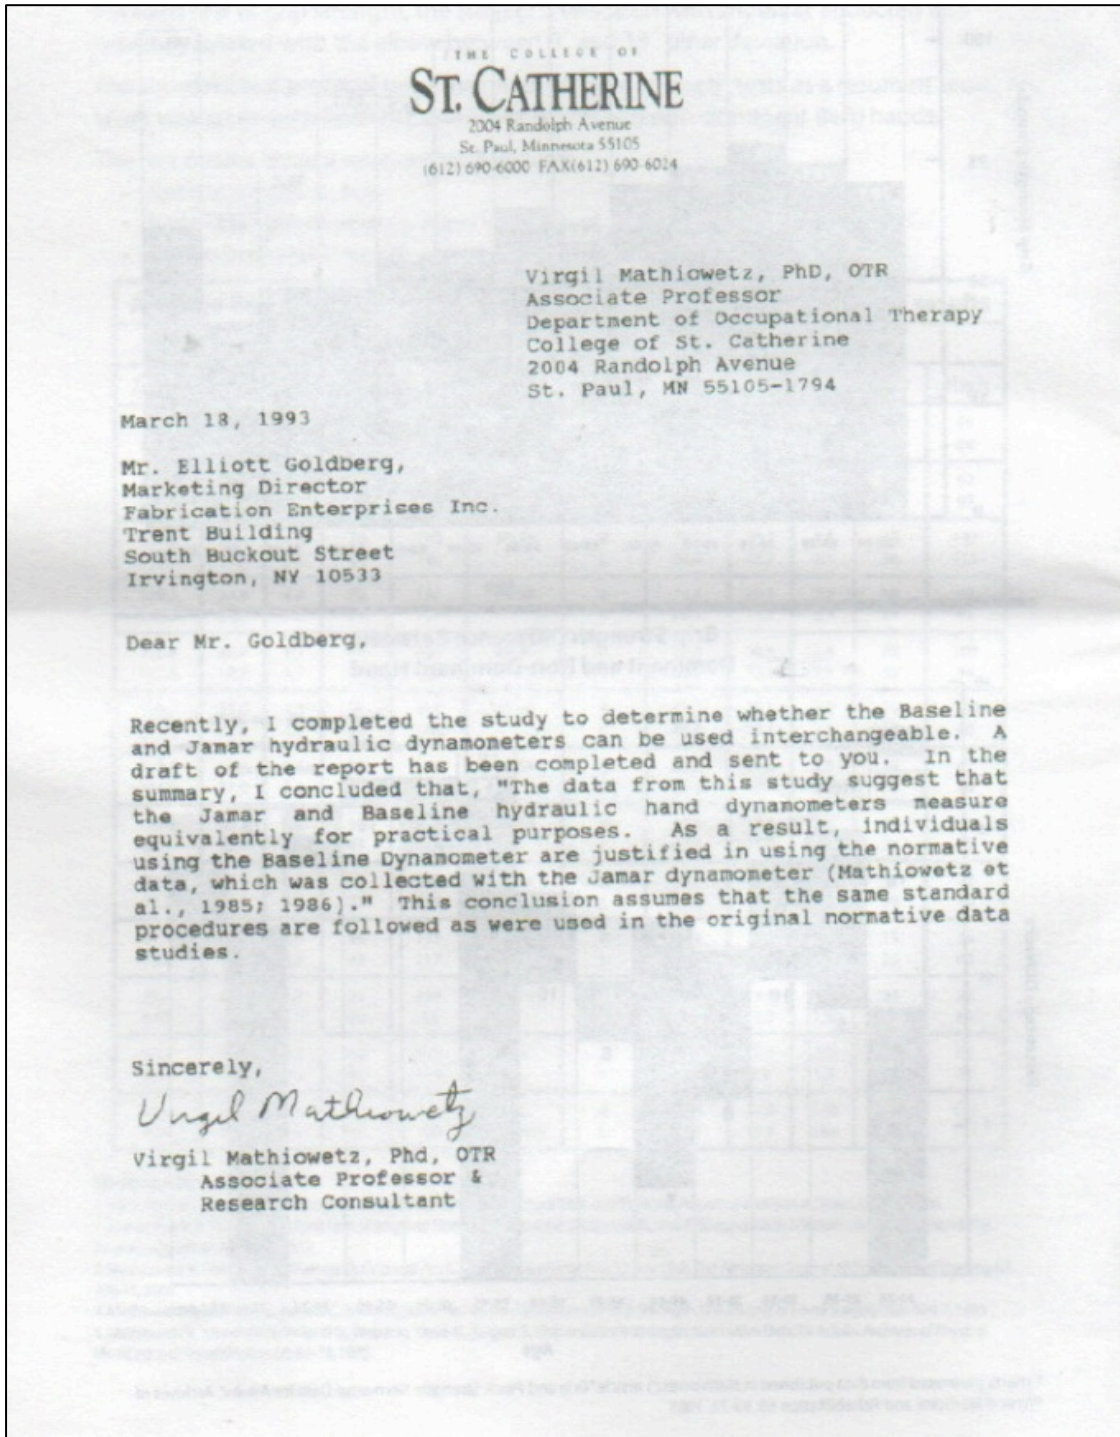 THE COLLEGE OF
ST. CATHERINE
2004 Randolph Avenue
St. Paul, Minnesota 55105
(612) 690-6000 FAX(612) 690-6024
Virgil Mathiowetz, PhD, OTR
Associate Professor
Department of Occupational Therapy
College of St. Catherine
2004 Randolph Avenue
St. Paul, MN 55105-1794
March 18, 1993
Mr. Elliott Goldberg,
Marketing Director
Fabrication Enterprises Inc.
Trent Building
South Buckout Street
Irvington, NY 10533
Dear Mr. Goldberg,
Recently, I completed the study to determine whether the Baseline
and Jamar hydraulic dynamometers can be used interchangeable. A
draft of the report has been completed and sent to you. In the
summary, I concluded that, "The data from this study suggest that
the Jamar and Baseline hydraulic hand dynamometers measure
equivalently for practical purposes. As a result, individuals
using the Baseline Dynamometer are justified in using the normative
data, which was collected with the Jamar dynamometer (Mathiowetz et
al., 1985; 1986)." This conclusion assumes that the same standard
procedures are followed as were used in the original normative data
studies.
Sincerely,
Virgil Mathiowetz
Virgil Mathiowetz, Phd, OTR
Associate Professor &
Research Consultant